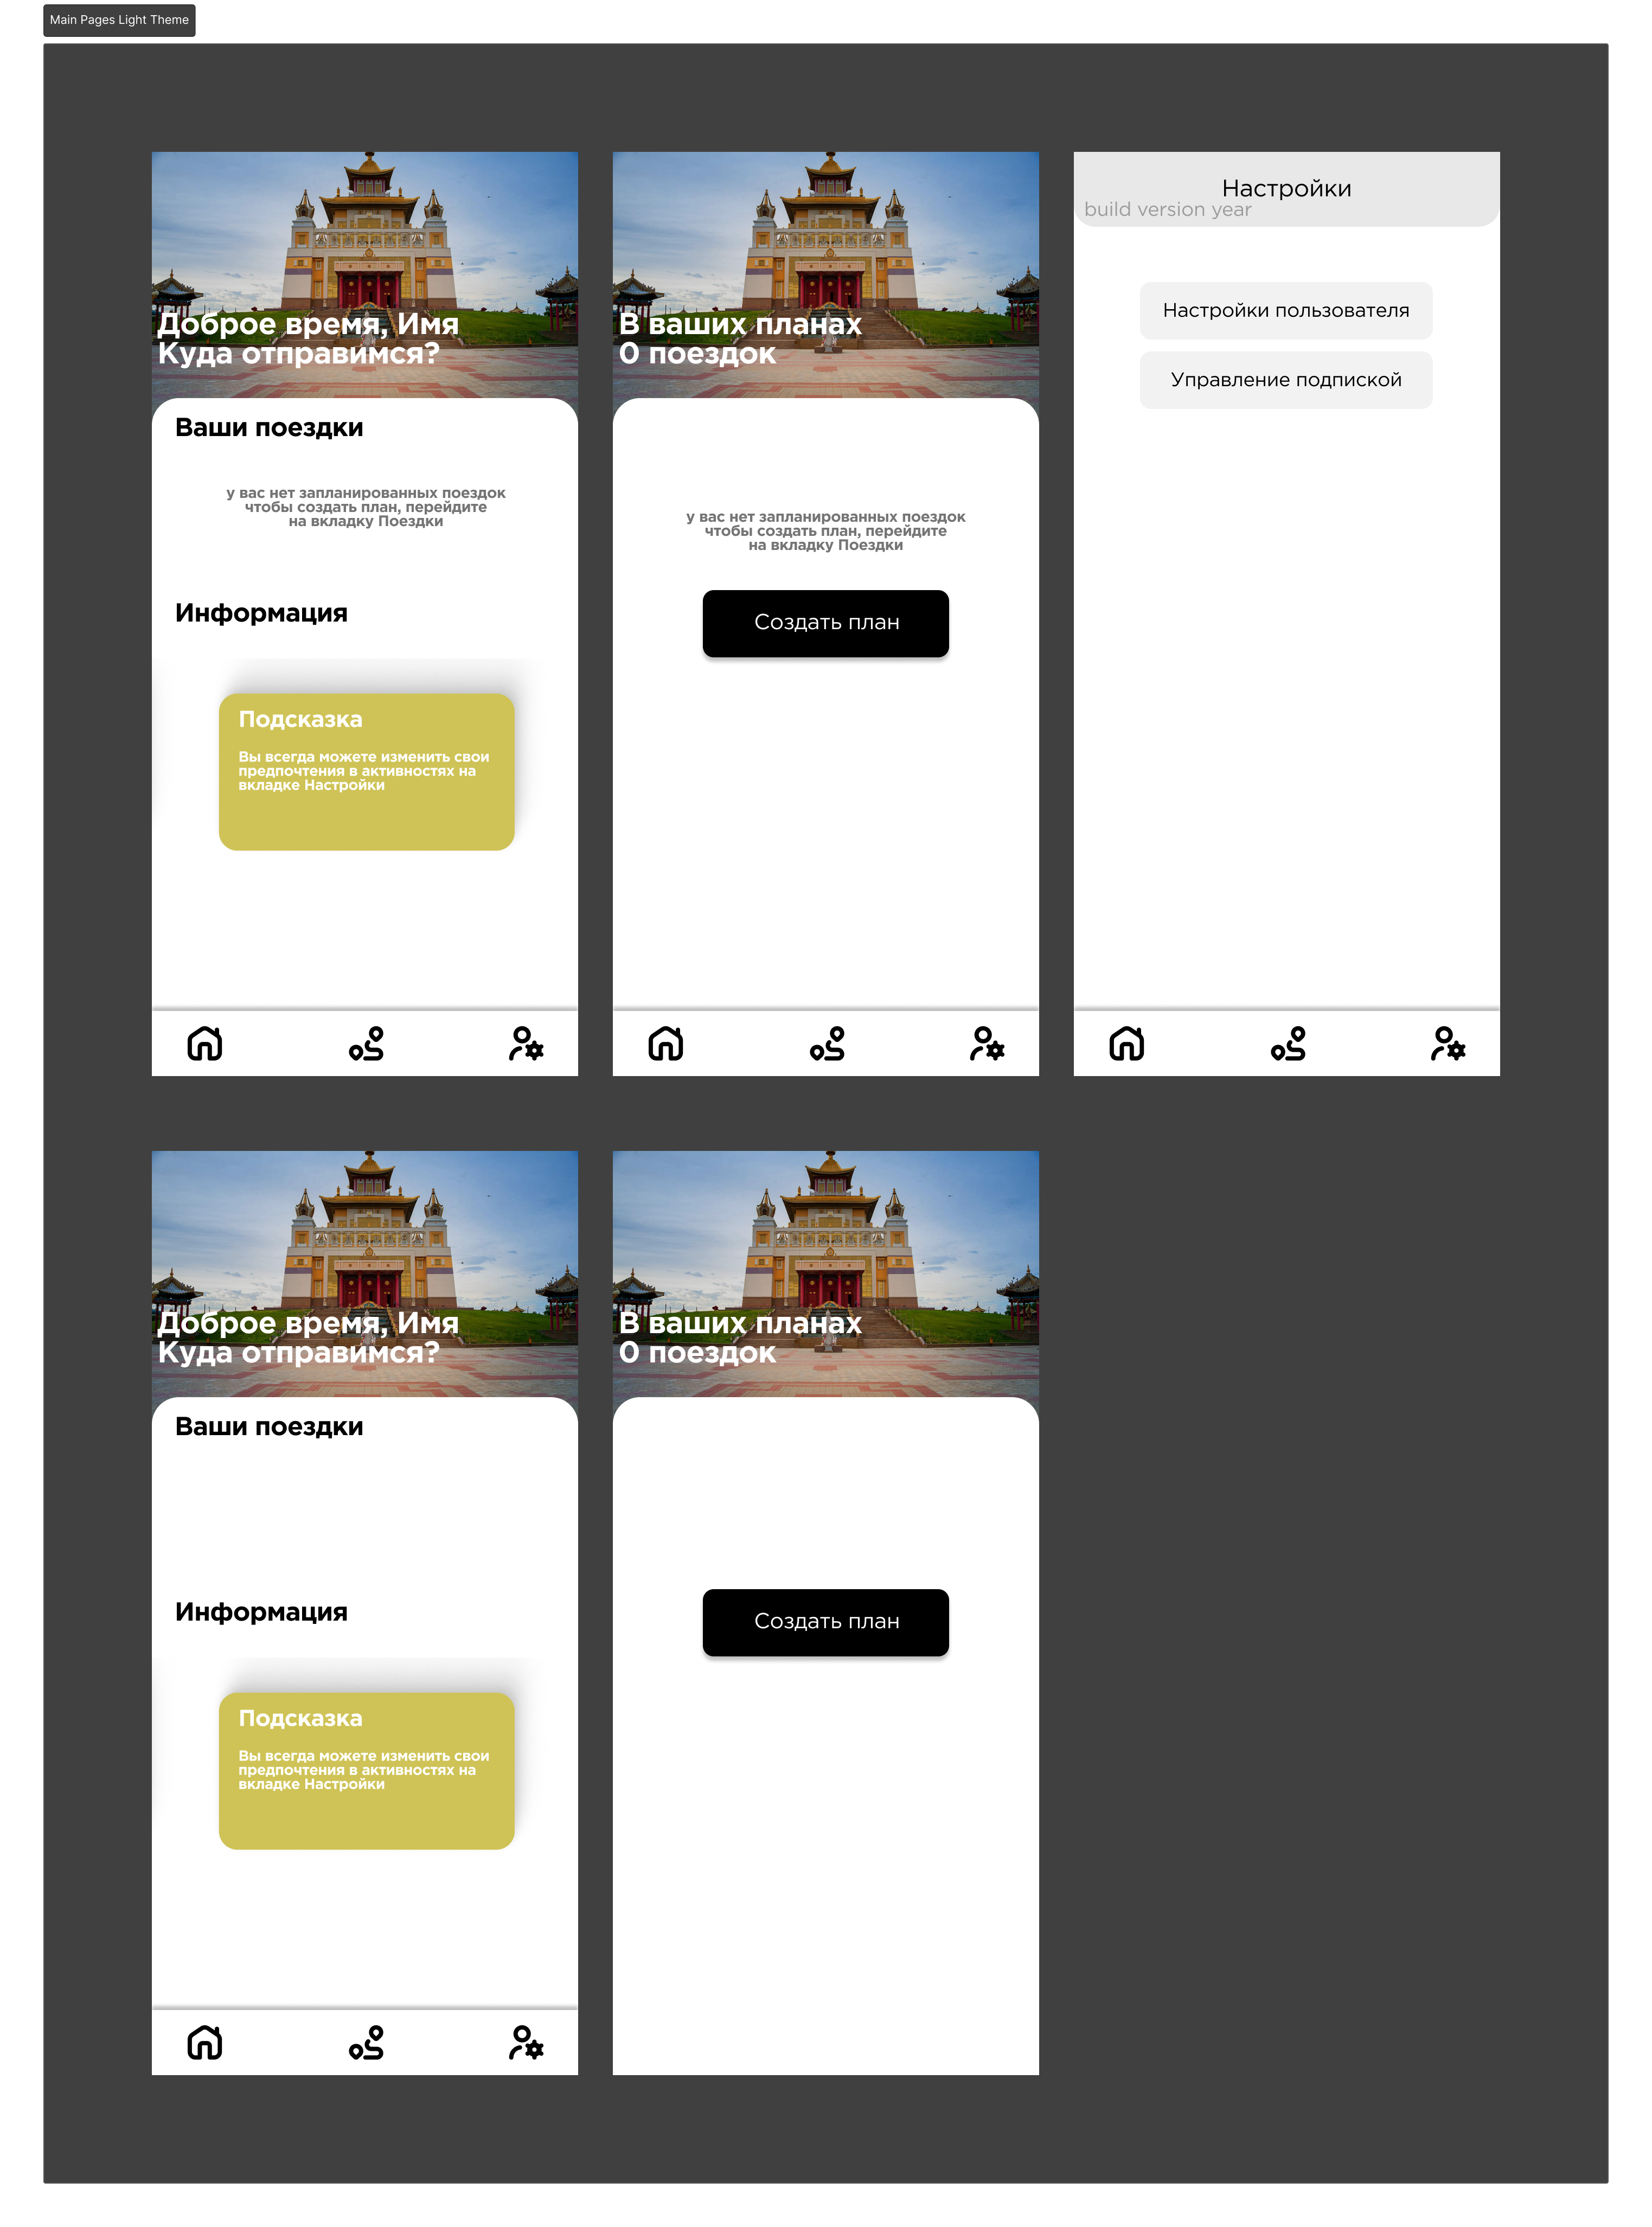 Main Pages Light Theme
Доброе время, Имя
Куда отправимся?
Ваши поездки
у вас нет запланированных поездок
чтобы создать план, перейдите
на вкладку Поездки
Информация
Подсказка
Вы всегда можете изменить свои
предпочтения в активностях на
вкладке Настройки
В ваших планах
0 поездок
у вас нет запланированных поездок
чтобы создать план, перейдите
на вкладку Поездки
Создать план
Настройки
build version year
Настройки пользователя
Управление подпиской
Доброе время, Имя
Куда отправимся?
Ваши поездки
Информация
Подсказка
Вы всегда можете изменить свои
предпочтения в активностях на
вкладке Настройки
В ваших планах
0 поездок
Создать план